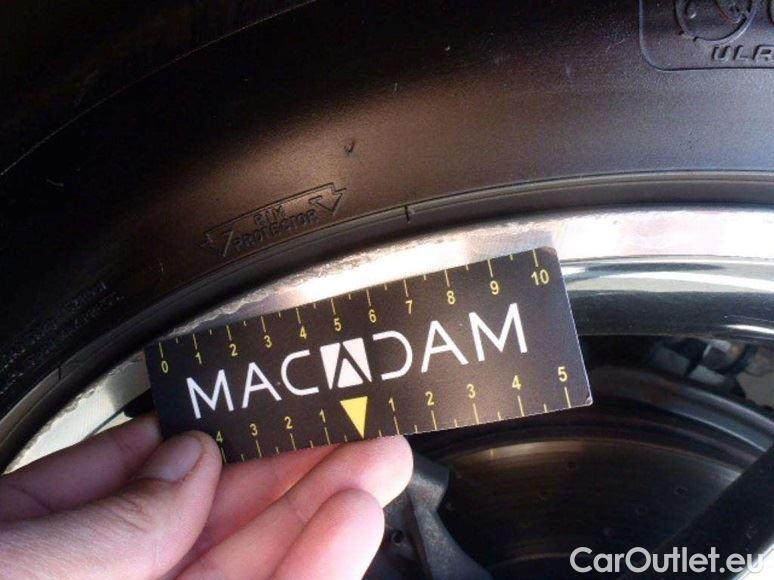 ULR
RIM
PROTECTOR
0 1 2 3 4 5 6 7 8 9 10
MACADAM
4 3 2 1 1 2 3 4 5
CarOutlet.eu